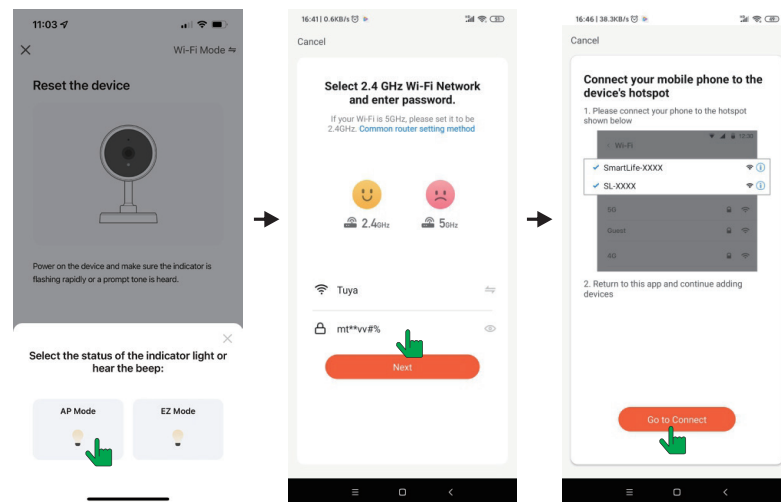 11:03
Wi-Fi Mode
Reset the device
Power on the device and make sure the indicator is
flashing rapidly or a prompt tone is heard.
Select the status of the indicator light or
hear the beep:
AP Mode
EZ Mode
16:41 | 0.6KB/s
Cancel
Select 2.4 GHz Wi-Fi Network
and enter password.
If your Wi-Fi is 5GHz, please set it to be
2.4GHz. Common router setting method
2.4GHz
5GHz
Tuya
mt**vv#%
Next
16:46 | 38.3KB/s
Cancel
Connect your mobile phone to the
device's hotspot
1. Please connect your phone to the hotspot
shown below
12:30
Wi-Fi
SmartLife-XXXX
SL-XXXX
5G
Guest
4G
2. Return to this app and continue adding
devices
Go to Connect